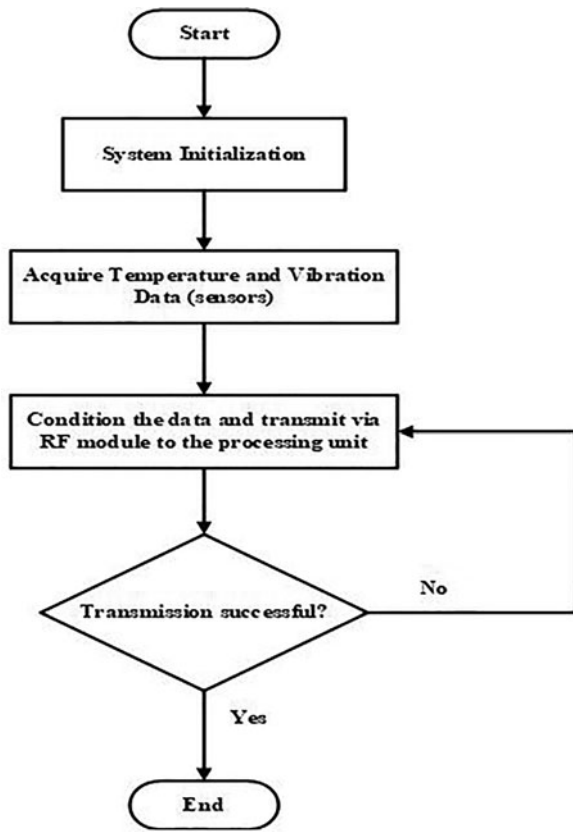 Start
System Initialization
Acquire Temperature and Vibration
Data (sensors)
Condition the data and transmit via
RF module to the processing unit
Transmission successful?
No
Yes
End